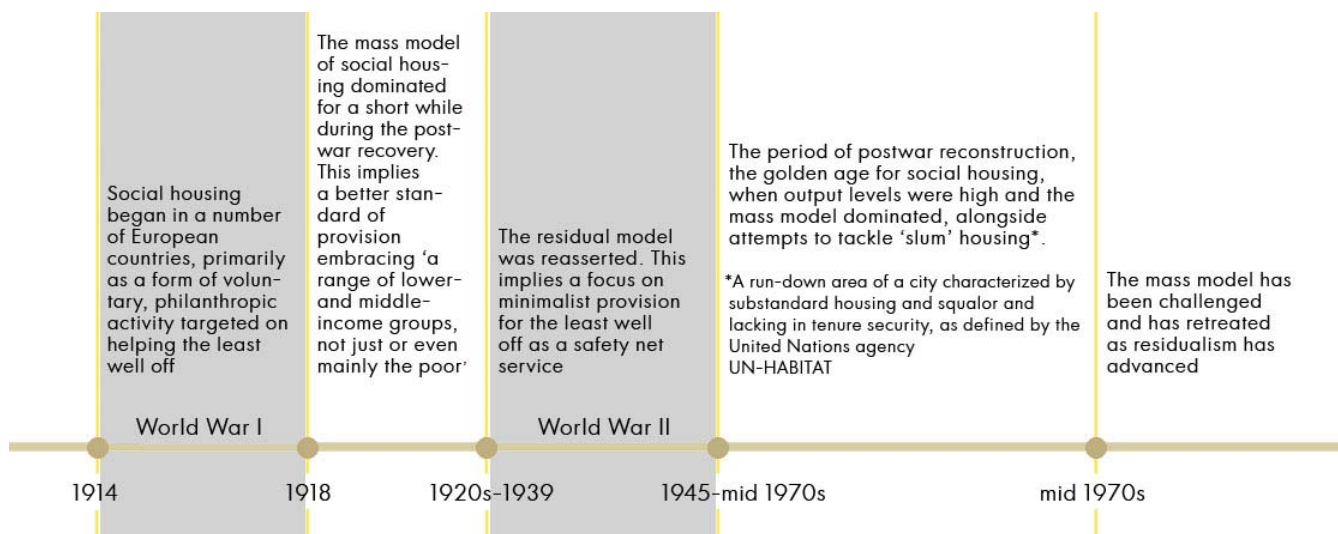 Social housing
began in a number
of European
countries, primarily
as a form of volun-
tary, philanthropic
activity targeted on
helping the least
well off
The mass model
of social hous-
ing dominated
for a short while
during the post-
war recovery.
This implies
a better stan-
dard of
provision
embracing ‘a
range of lower-
and middle-
income groups,
not just or even
mainly the poor’
The residual model
was reasserted. This
implies a focus on
minimalist provision
for the least well
off as a safety net
service
The period of postwar reconstruction,
the golden age for social housing,
when output levels were high and the
mass model dominated, alongside
attempts to tackle ‘slum’ housing*.
*A run-down area of a city characterized by
substandard housing and squalor and
lacking in tenure security, as defined by the
United Nations agency
UN-HABITAT
The mass model has
been challenged
and has retreated
as residualism has
advanced
World War I
World War II
1914
1918
1920s-1939
1945-mid 1970s
mid 1970s